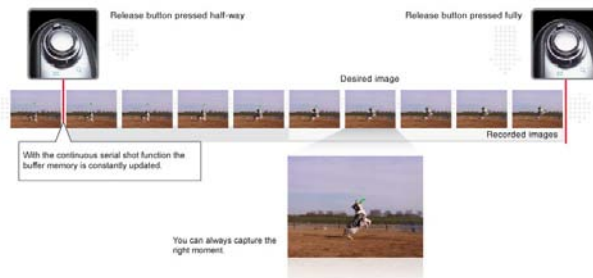 Release button pressed half-way
Release button pressed fully
Desired image
Recorded images
With the continuous serial shot function the
buffer memory is constantly updated.
You can always capture the
right moment.